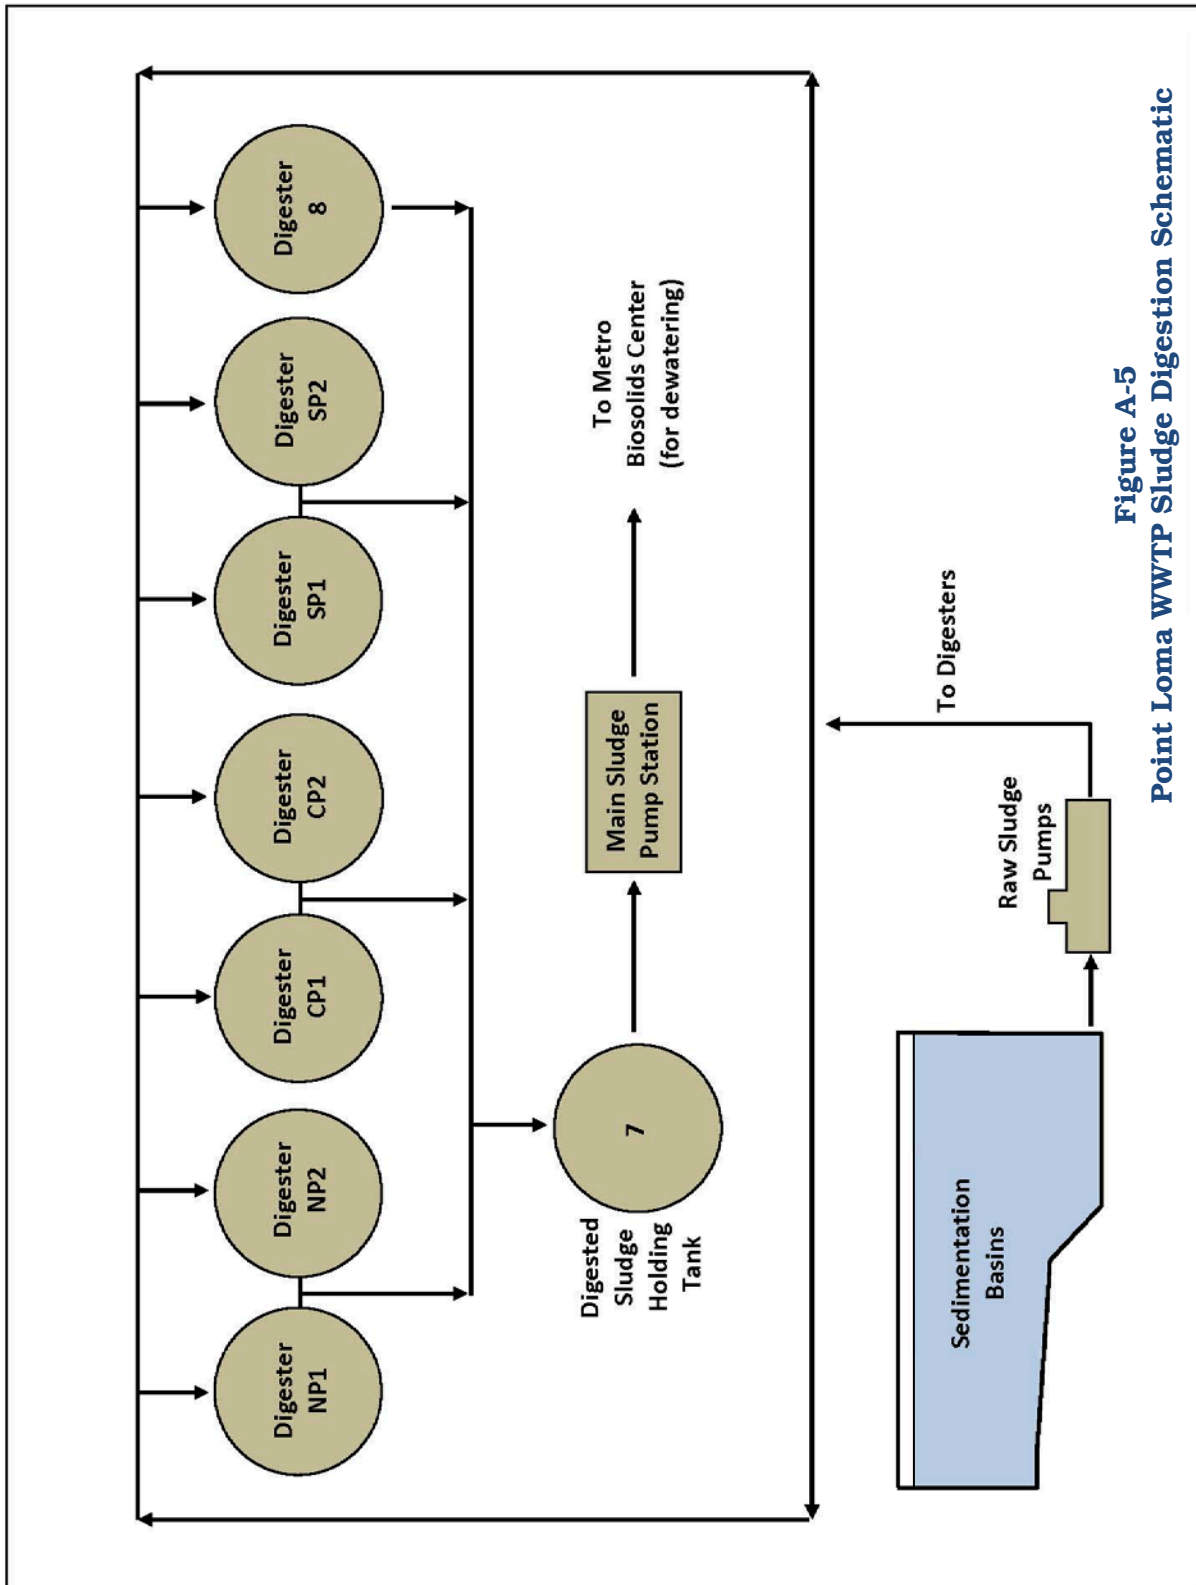 Digester
NP1
Digester
NP2
Digester
CP1
Digester
CP2
Digester
SP1
Digester
SP2
Digester
8
Digested
Sludge
Holding
Tank
7
Main Sludge
Pump Station
To Metro
Biosolids Center
(for dewatering)
Sedimentation
Basins
Raw Sludge
Pumps
To Digesters
Figure A-5
Point Loma WWTP Sludge Digestion Schematic